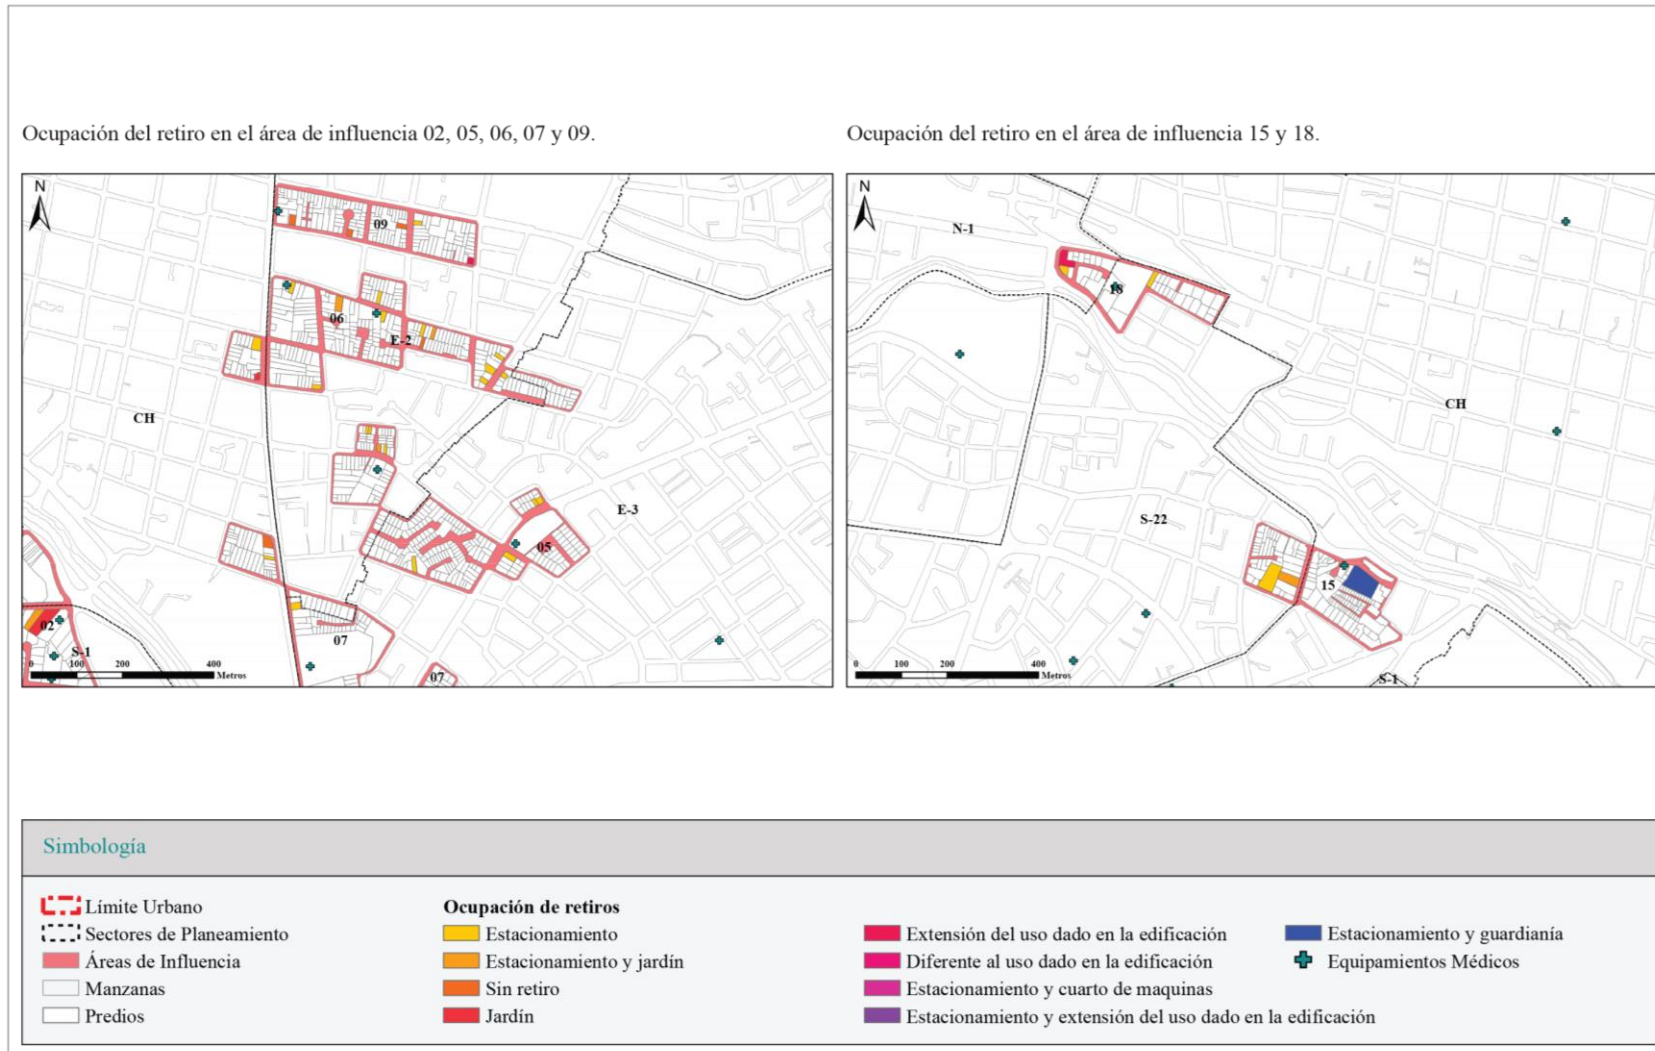 Ocupación del retiro en el área de influencia 02, 05, 06, 07 y 09.
N
09
06
E-2
CH
E-3
05
02
S-1
07
07
0 100 200 400
Metros
Ocupación del retiro en el área de influencia 15 y 18.
N
N-1
18
CH
S-22
15
S-1
0 100 200 400
Metros
Simbología
Límite Urbano
Sectores de Planeamiento
Áreas de Influencia
Manzanas
Predios
Ocupación de retiros
Estacionamiento
Estacionamiento y jardín
Sin retiro
Jardín
Extensión del uso dado en la edificación
Diferente al uso dado en la edificación
Estacionamiento y cuarto de maquinas
Estacionamiento y extensión del uso dado en la edificación
Estacionamiento y guardianía
Equipamientos Médicos